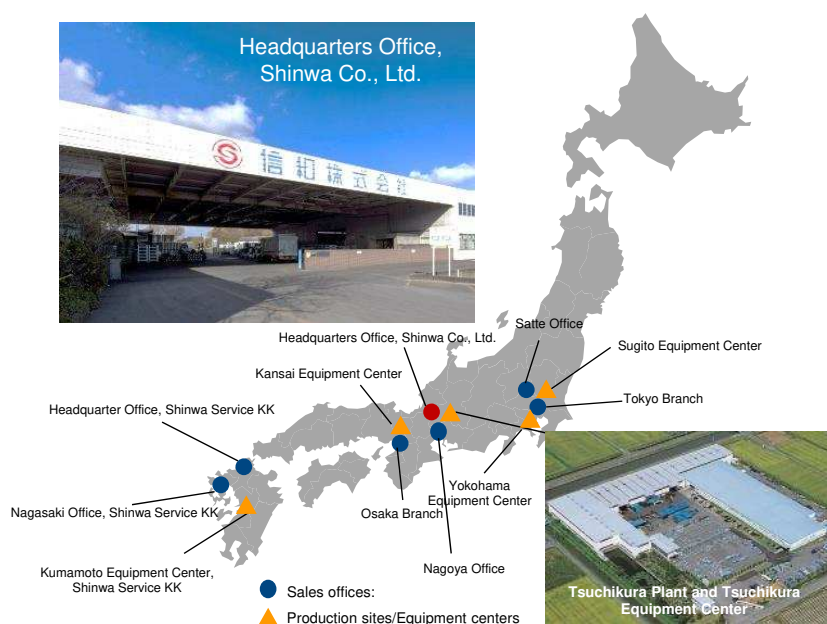 Headquarters Office,
Shinwa Co., Ltd.
信和株式会社
Satte Office
Headquarters Office, Shinwa Co., Ltd.
Sugito Equipment Center
Kansai Equipment Center
Tokyo Branch
Headquarter Office, Shinwa Service KK
Yokohama
Equipment Center
Nagasaki Office, Shinwa Service KK
Osaka Branch
Nagoya Office
Kumamoto Equipment Center,
Shinwa Service KK
Sales offices:
Production sites/Equipment centers
Tsuchikura Plant and Tsuchikura
Equipment Center